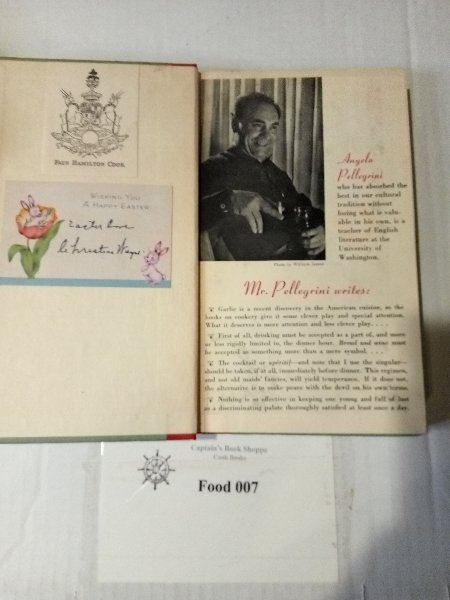 Faun Hamilton Cook
WISHING YOU
A HAPPY EASTER
Easter Love
Angelo
Pellegrini
who has absorbed the
best in our cultural
tradition without
losing what is valu-
able in his own, is a
teacher of English
literature at the
University of
Washington.
Photo by William
Mr. Pellegrini writes:
Garlic is a recent discovery in the American cuisine, so the
books on cookery give it some clever play and special attention.
What it deserves is more attention and less clever play. . . .
First of all, drinking must be accepted as a part of, and more
or less rigidly limited to, the dinner hour. Bread and wine must
be accepted as something more than a mere symbol. . . .
The cocktail or apéritif—and note that I use the singular—
should be taken, if at all, immediately before dinner. This regimen,
and not old maids' fancies, will yield temperance. If it does not,
the alternative is to make peace with the devil on his own terms.
Nothing is so effective in keeping one young and full of lust
as a discriminating palate thoroughly satisfied at least once a day.
Captain's Book Shoppe
Cook Books
Food 007